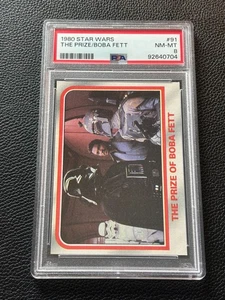 1980 STAR WARS #91
THE PRIZE/BOBA FETT NM-MT
8
PSA 92640704
THE PRIZE OF BOBA FETT